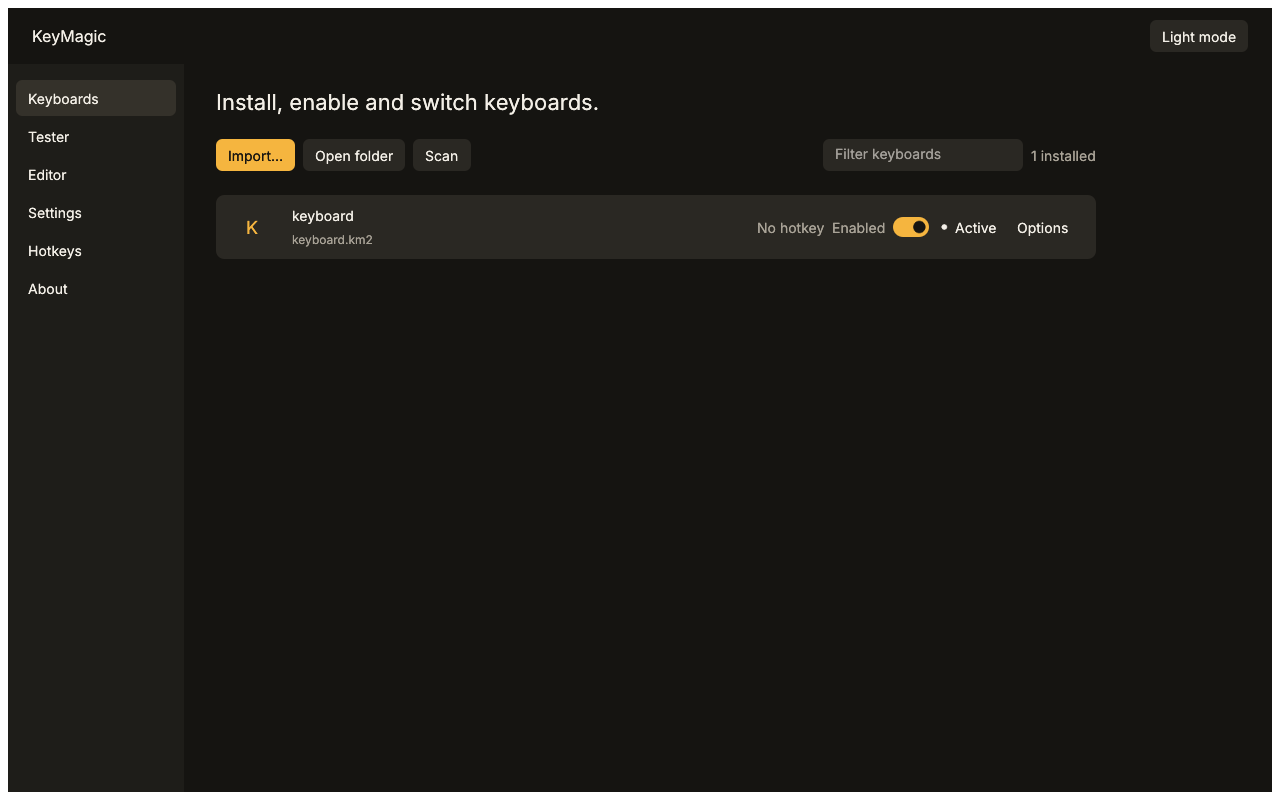 KeyMagic
Light mode
Keyboards
Tester
Editor
Settings
Hotkeys
About
Install, enable and switch keyboards.
Import...
Open folder
Scan
Filter keyboards
1 installed
K
keyboard
keyboard.km2
No hotkey
Enabled
• Active
Options